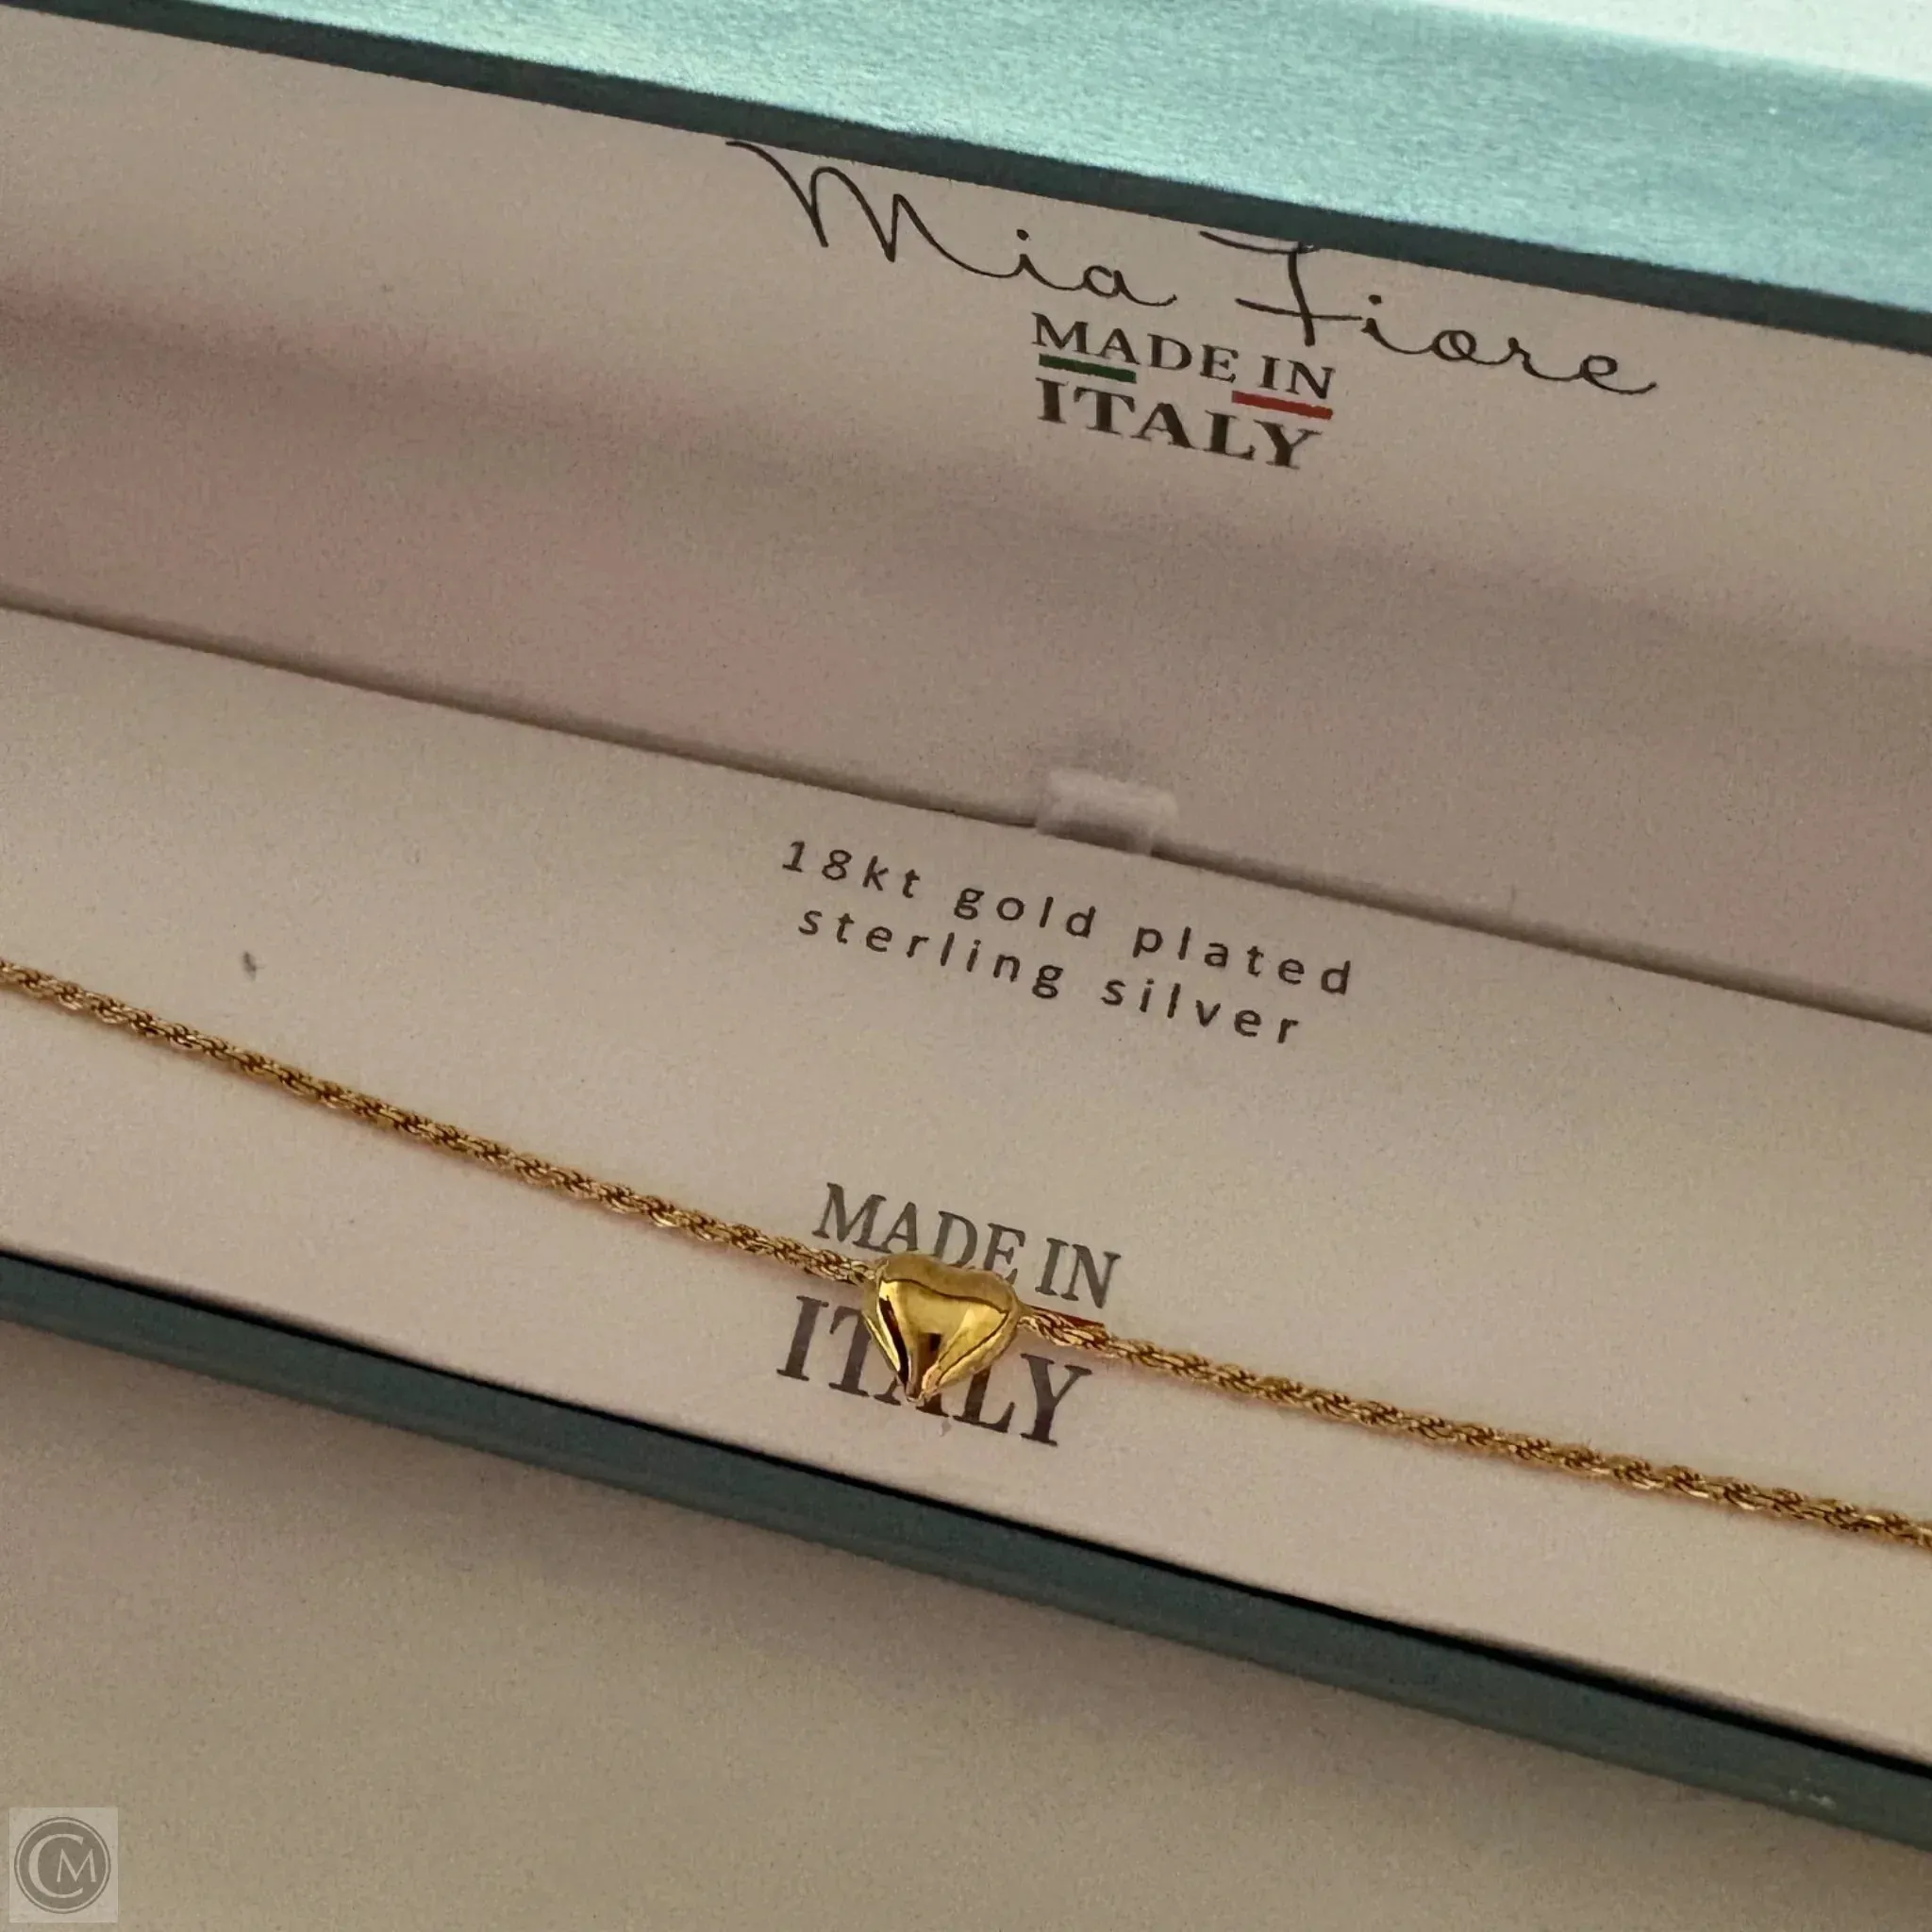 Mia Fiore
MADE IN
ITALY
18kt gold plated
sterling silver
MADE IN
ITALY
CM